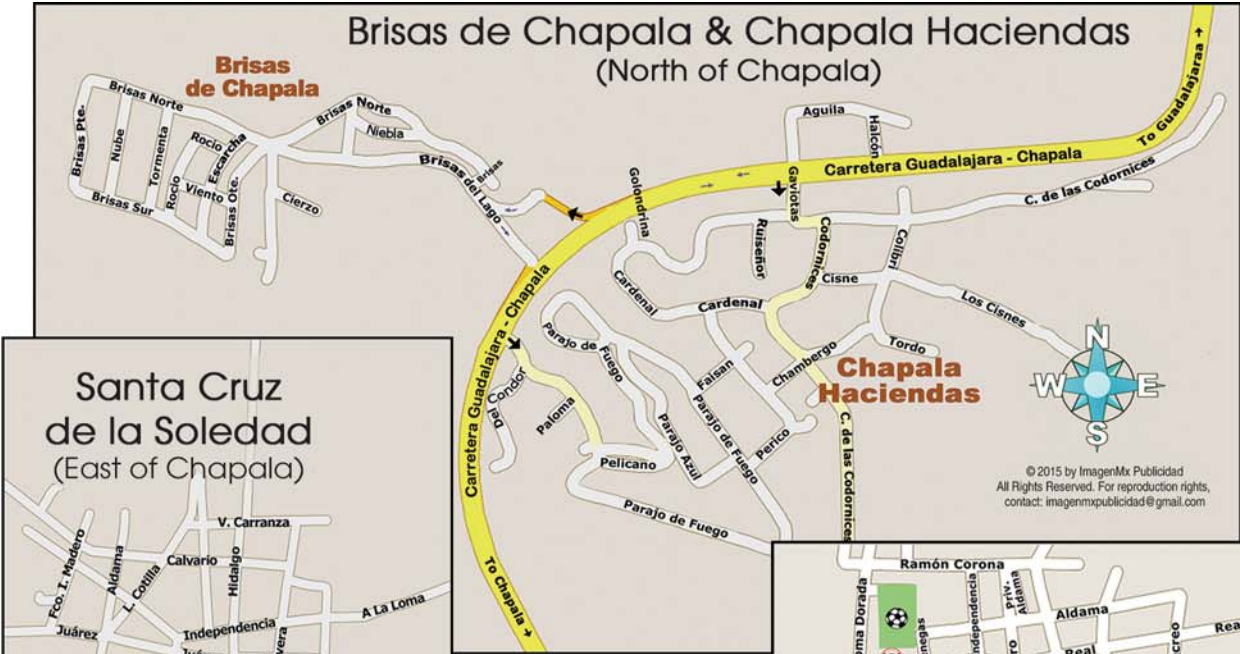 Brisas de Chapala & Chapala Haciendas
(North of Chapala)
To Guadalajaraa →
To Guadalajara
Brisas
de Chapala
Brisas Norte
Brisas Norte
Niebla
Brisas Pte.
Nube
Tormenta
Rocio
Escarcha
Rocio
Viento
Brisas Ote.
Brisas Sur
Cierzo
Brisas del Lago
Brisas
Aguila
Halcón
Carretera Guadalajara - Chapala
Golondrina
Gaviotas
C. de las Codornices
Ruiseñor
Codornices
Colibri
Cisne
Los Cisnes
Cardenal
Cardenal
Tordo
Chambergo
Chapala
Haciendas
Carretera Guadalajara - Chapala
Parajo de
Fuego
Faisan
Del Condor
Paloma
Parajo Azul
Parajo de Fuego
Perico
Pelicano
Parajo de Fuego
C. de las Codornices
To Chapala →
N
W
E
S
© 2015 by ImagenMx Publicidad
All Rights Reserved. For reproduction rights,
contact: imagenmxpublicidad@gmail.com
Santa Cruz
de la Soledad
(East of Chapala)
V. Carranza
Fco. I. Madero
Aldama
L. Cotilla
Calvario
Hidalgo
A La Loma
Juárez
Independencia
Ramón Corona
Priv.
Aldama
Aldama
Real